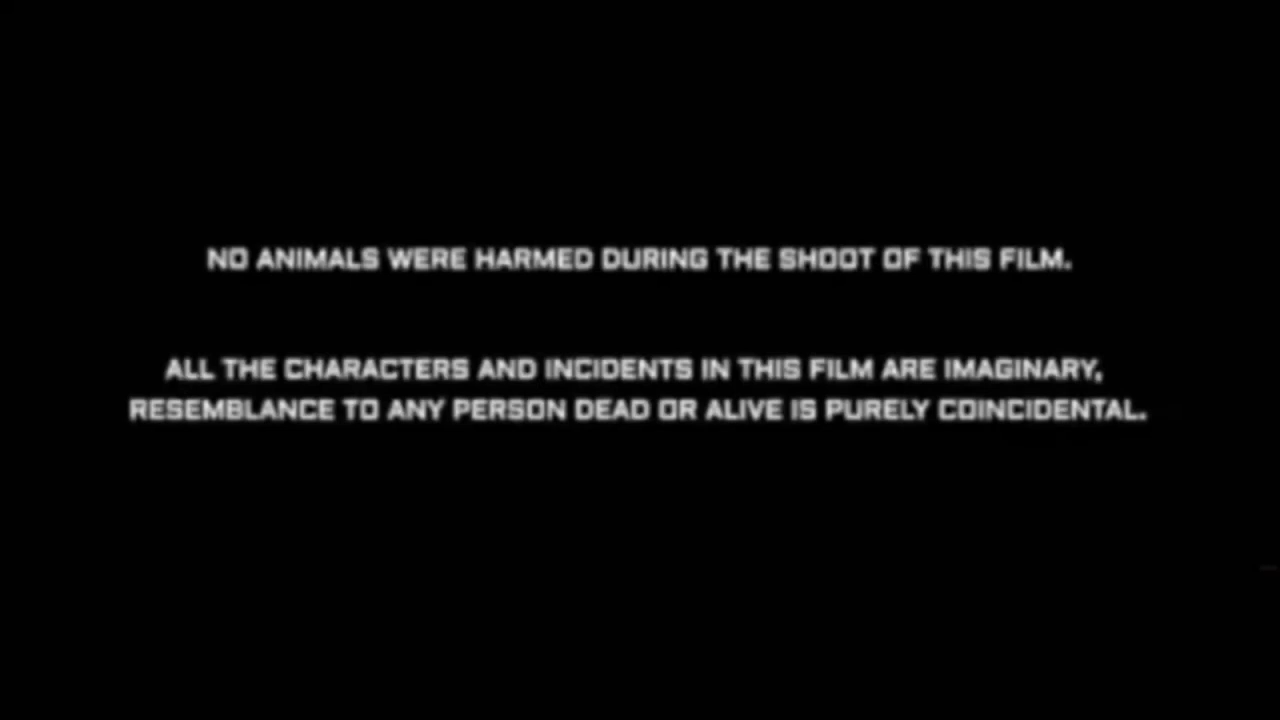 NO ANIMALS WERE HARMED DURING THE SHOOT OF THIS FILM.
ALL THE CHARACTERS AND INCIDENTS IN THIS FILM ARE IMAGINARY,
RESEMBLANCE TO ANY PERSON DEAD OR ALIVE IS PURELY COINCIDENTAL.